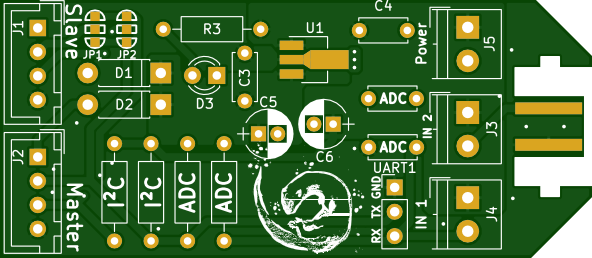 J1
Slave
JP1 JP2
D1
D2
R3
D3
C3
U1
C4
Power
J5
ADC
ADC
IN 2
J3
C5
C6
J2
Master
I²C
I²C
ADC
ADC
UART1
GND
TX
RX
IN 1
J4